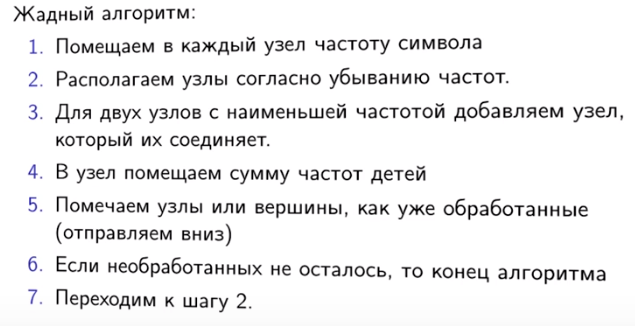 Жадный алгоритм:
1. Помещаем в каждый узел частоту символа
2. Располагаем узлы согласно убыванию частот.
3. Для двух узлов с наименьшей частотой добавляем узел,
который их соединяет.
4. В узел помещаем сумму частот детей
5. Помечаем узлы или вершины, как уже обработанные
(отправляем вниз)
6. Если необработанных не осталось, то конец алгоритма
7. Переходим к шагу 2.